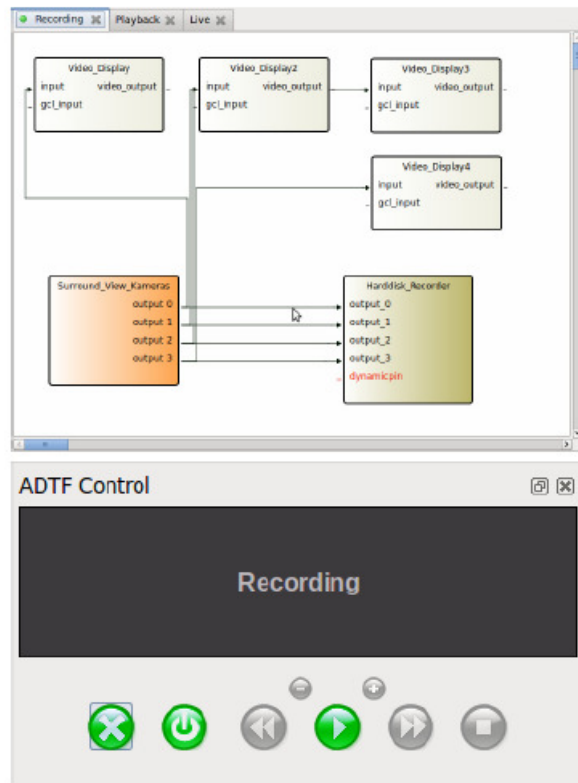 Recording Playback Live
Video_Display
input video_output
gcl_input
Video_Display2
input video_output
gcl_input
Video_Display3
input video_output
gcl_input
Video_Display4
input video_output
gcl_input
Surround_View_Kameras
output 0
output 1
output 2
output 3
Harddisk_Recorder
output_0
output_1
output_2
output_3
dynamicpin
ADTF Control
Recording